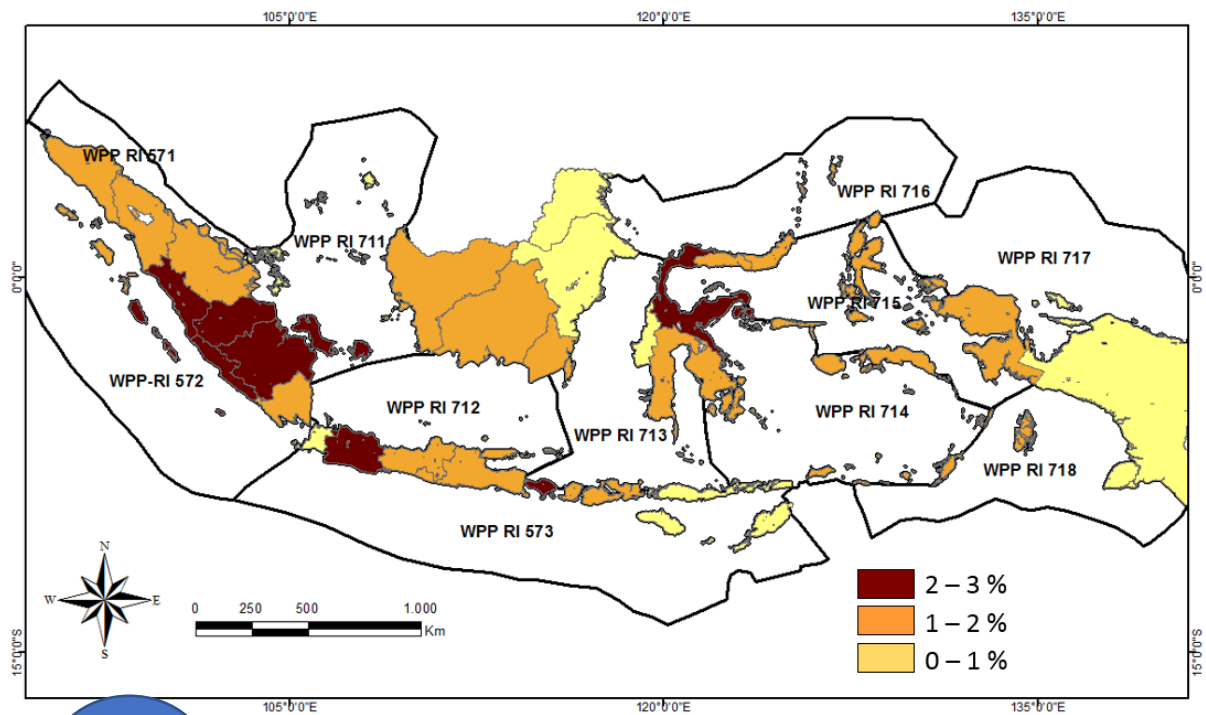 105°0'0"E 120°0'0"E 135°0'0"E
WPP RI 571
WPP RI 716
WPP RI 711
WPP RI 717
0°0'0" 0°0'0"
WPP RI 715
WPP-RI 572
WPP RI 712
WPP RI 714
WPP RI 713
WPP RI 718
WPP RI 573
N
W E
S
0 250 500 1.000
Km
2 – 3 %
1 – 2 %
0 – 1 %
15°0'0"S 15°0'0"S
105°0'0"E 120°0'0"E 135°0'0"E